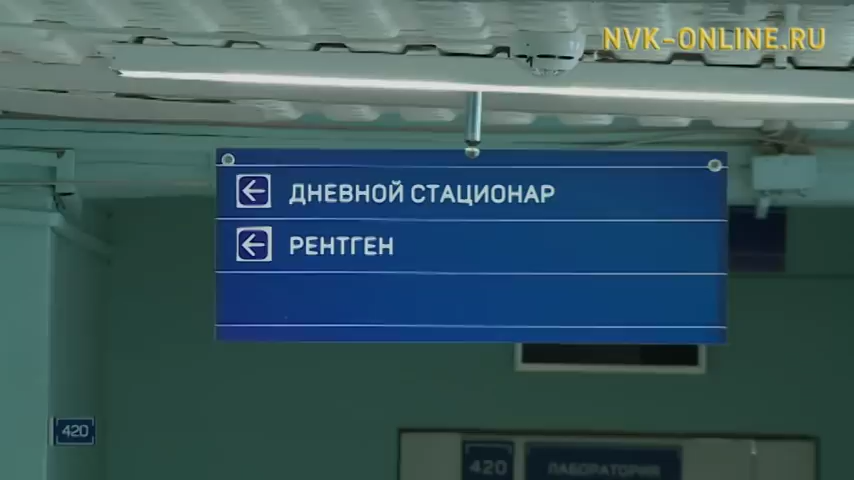 NVK-ONLINE.RU
ДНЕВНОЙ СТАЦИОНАР
РЕНТГЕН
420
420
ЛАБОРАТОРИЯ